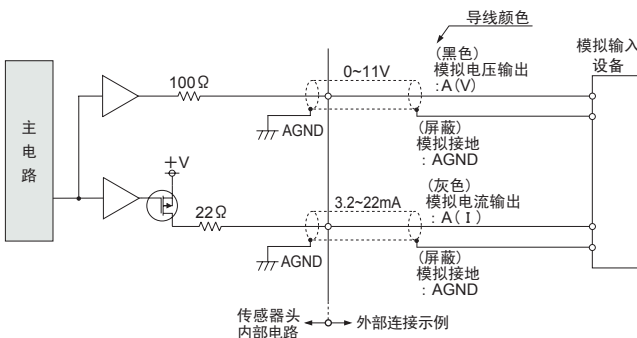 导线颜色
(黑色)
模拟电压输出
:A(V)
模拟输入
设备
0~11V
100Ω
AGND
(屏蔽)
模拟接地
: AGND
主
电
路
+V
(灰色)
模拟电流输出
: A( I )
3.2~22mA
22Ω
AGND
(屏蔽)
模拟接地
: AGND
传感器头
内部电路
外部连接示例